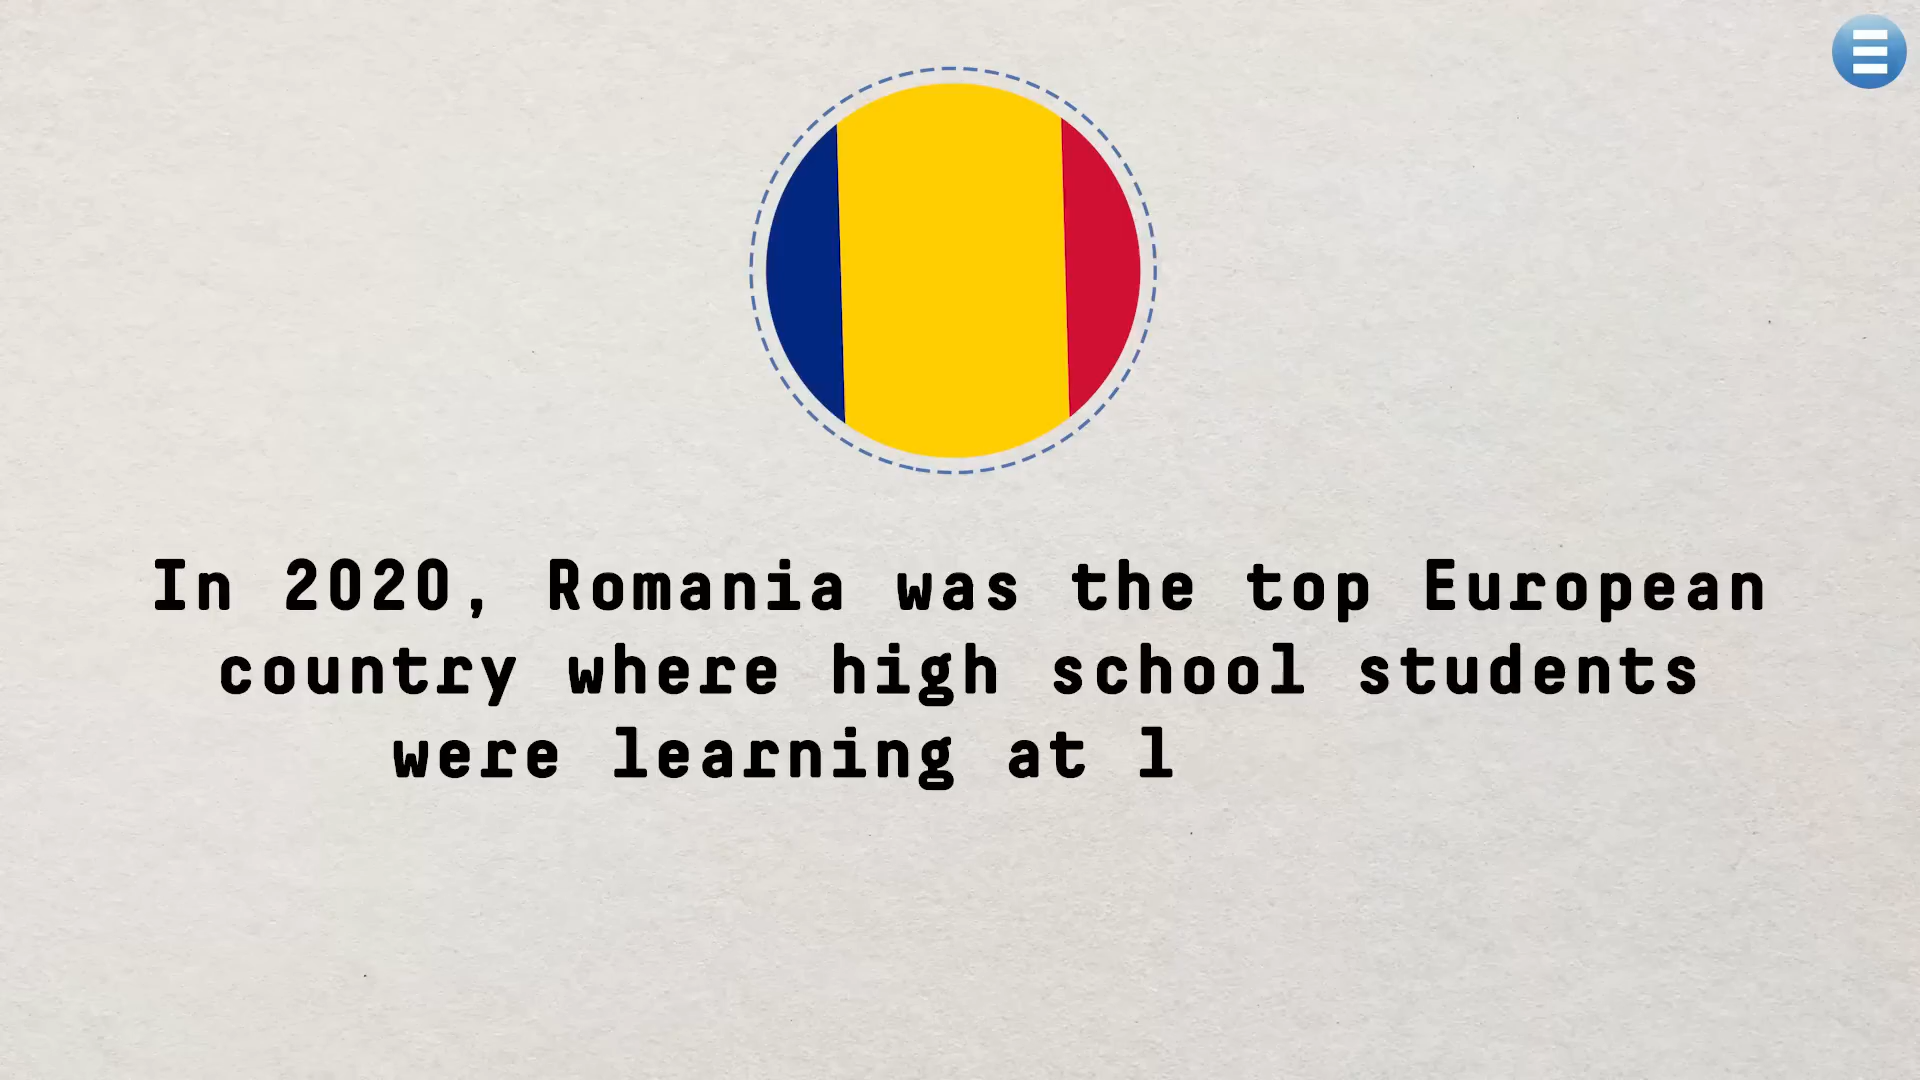 In 2020, Romania was the top European
country where high school students
were learning at l